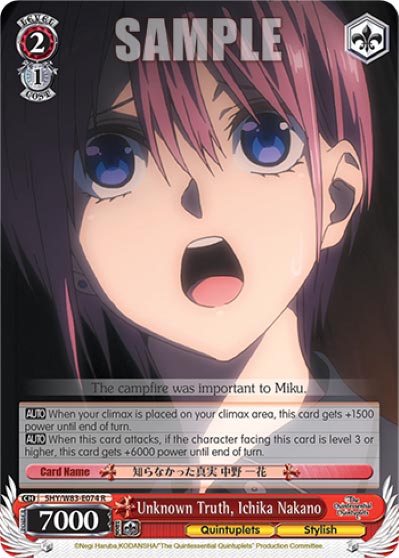 LEVEL
2
SAMPLE
1
COST
The campfire was important to Miku.
AUTO When your climax is placed on your climax area, this card gets +1500
power until end of turn.
AUTO When this card attacks, if the character facing this card is level 3 or
higher, this card gets +6000 power until end of turn.
Card Name 知らなかった真実 中野 一花
CH 5HY/W83-E074 R
Unknown Truth, Ichika Nakano
The Quintessential Quintuplets
7000
Quintuplets
Stylish
©Negi Haruba,KODANSHA/"The Quintessential Quintuplets" Production Committee.